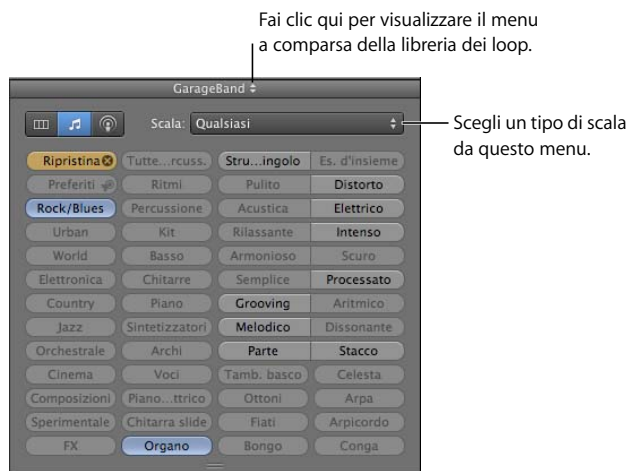 Fai clic qui per visualizzare il menu
a comparsa della libreria dei loop.
GarageBand
Scala: Qualsiasi
Scegli un tipo di scala
da questo menu.
Ripristina Tutte...rcuss. Stru...ingolo Es. d'insieme
Preferiti Ritmi Pulito Distorto
Rock/Blues Percussione Acustica Elettrico
Urban Kit Rilassante Intenso
World Basso Armonioso Scuro
Elettronica Chitarre Semplice Processato
Country Piano Grooving Aritmico
Jazz Sintetizzatori Melodico Dissonante
Orchestrale Archi Parte Stacco
Cinema Voci Tamb. basco Celesta
Composizioni Piano...ttrico Ottoni Arpa
Sperimentale Chitarra slide Fiati Arpicordo
FX Organo Bongo Conga